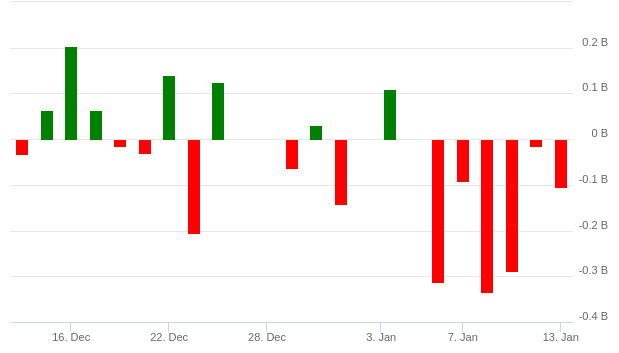 0.2 B
0.1 B
0 B
-0.1 B
-0.2 B
-0.3 B
-0.4 B
16. Dec 22. Dec 28. Dec 3. Jan 7. Jan 13. Jan